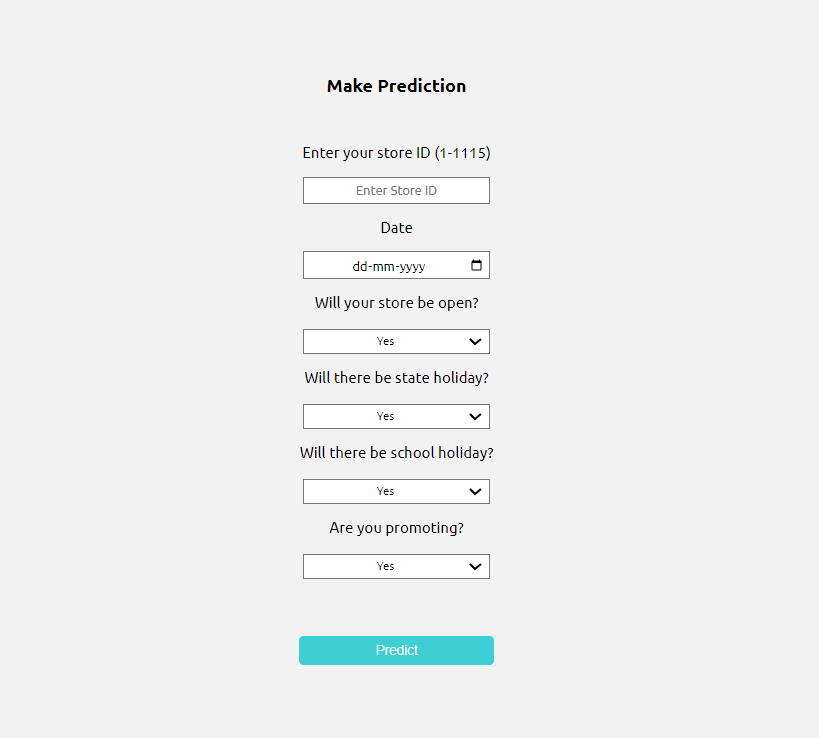 Make Prediction
Enter your store ID (1-1115)
Enter Store ID
Date
dd-mm-yyyy
Will your store be open?
Yes
Will there be state holiday?
Yes
Will there be school holiday?
Yes
Are you promoting?
Yes
Predict